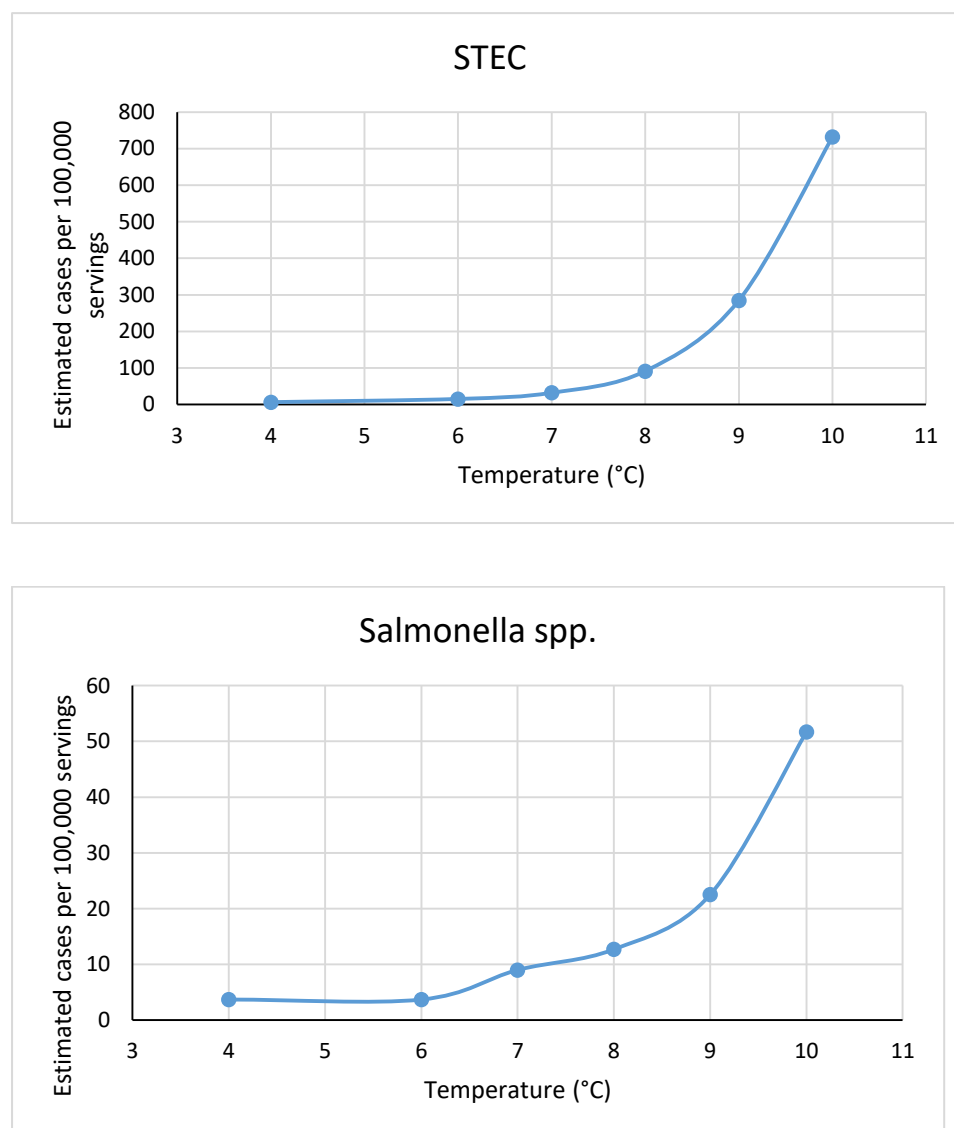 STEC
Estimated cases per 100,000
servings
800
700
600
500
400
300
200
100
0
3 4 5 6 7 8 9 10 11
Temperature (°C)
Salmonella spp.
Estimated cases per 100,000 servings
60
50
40
30
20
10
0
3 4 5 6 7 8 9 10 11
Temperature (°C)